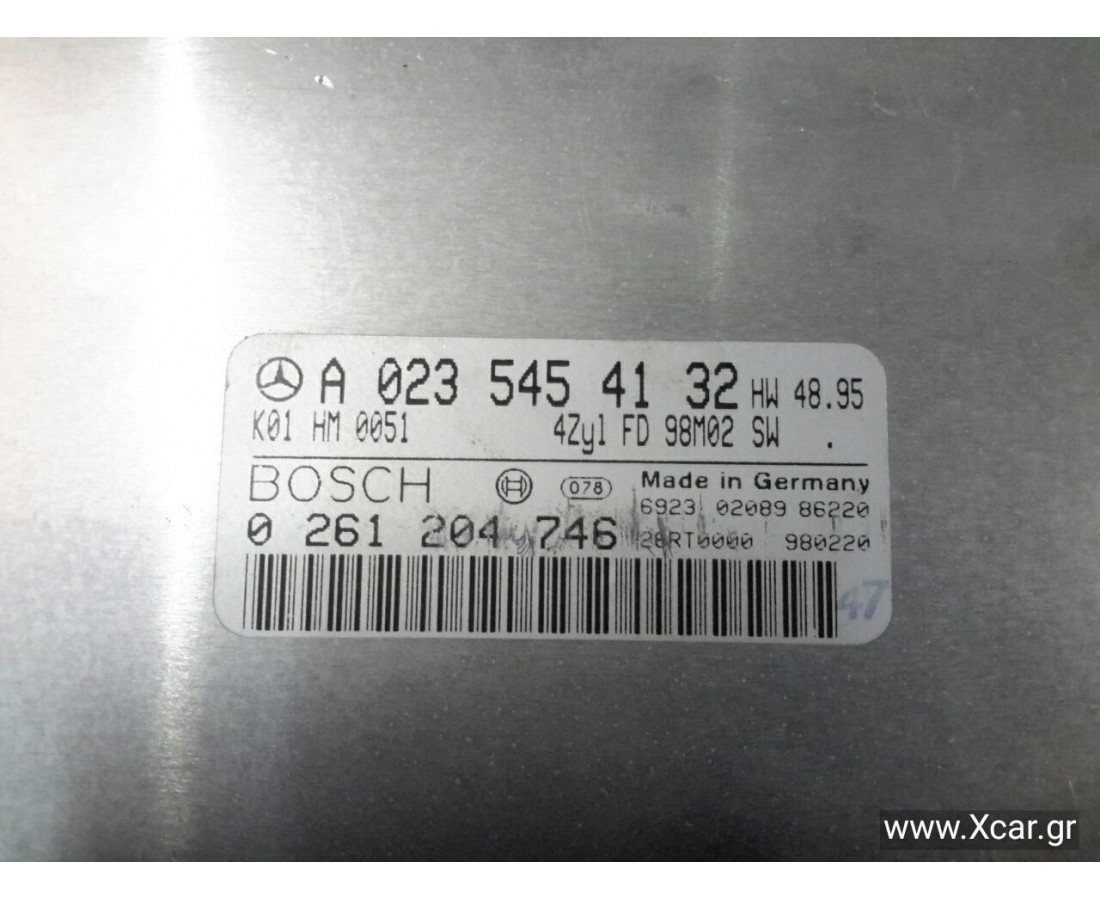 A 023 545 41 32 HW 48.95
K01 HM 0051 4Zyl FD 98M02 SW .
BOSCH 078 Made in Germany
6923 02089 86220
0 261 204 746 28RT0000 980220
47
www.Xcar.gr